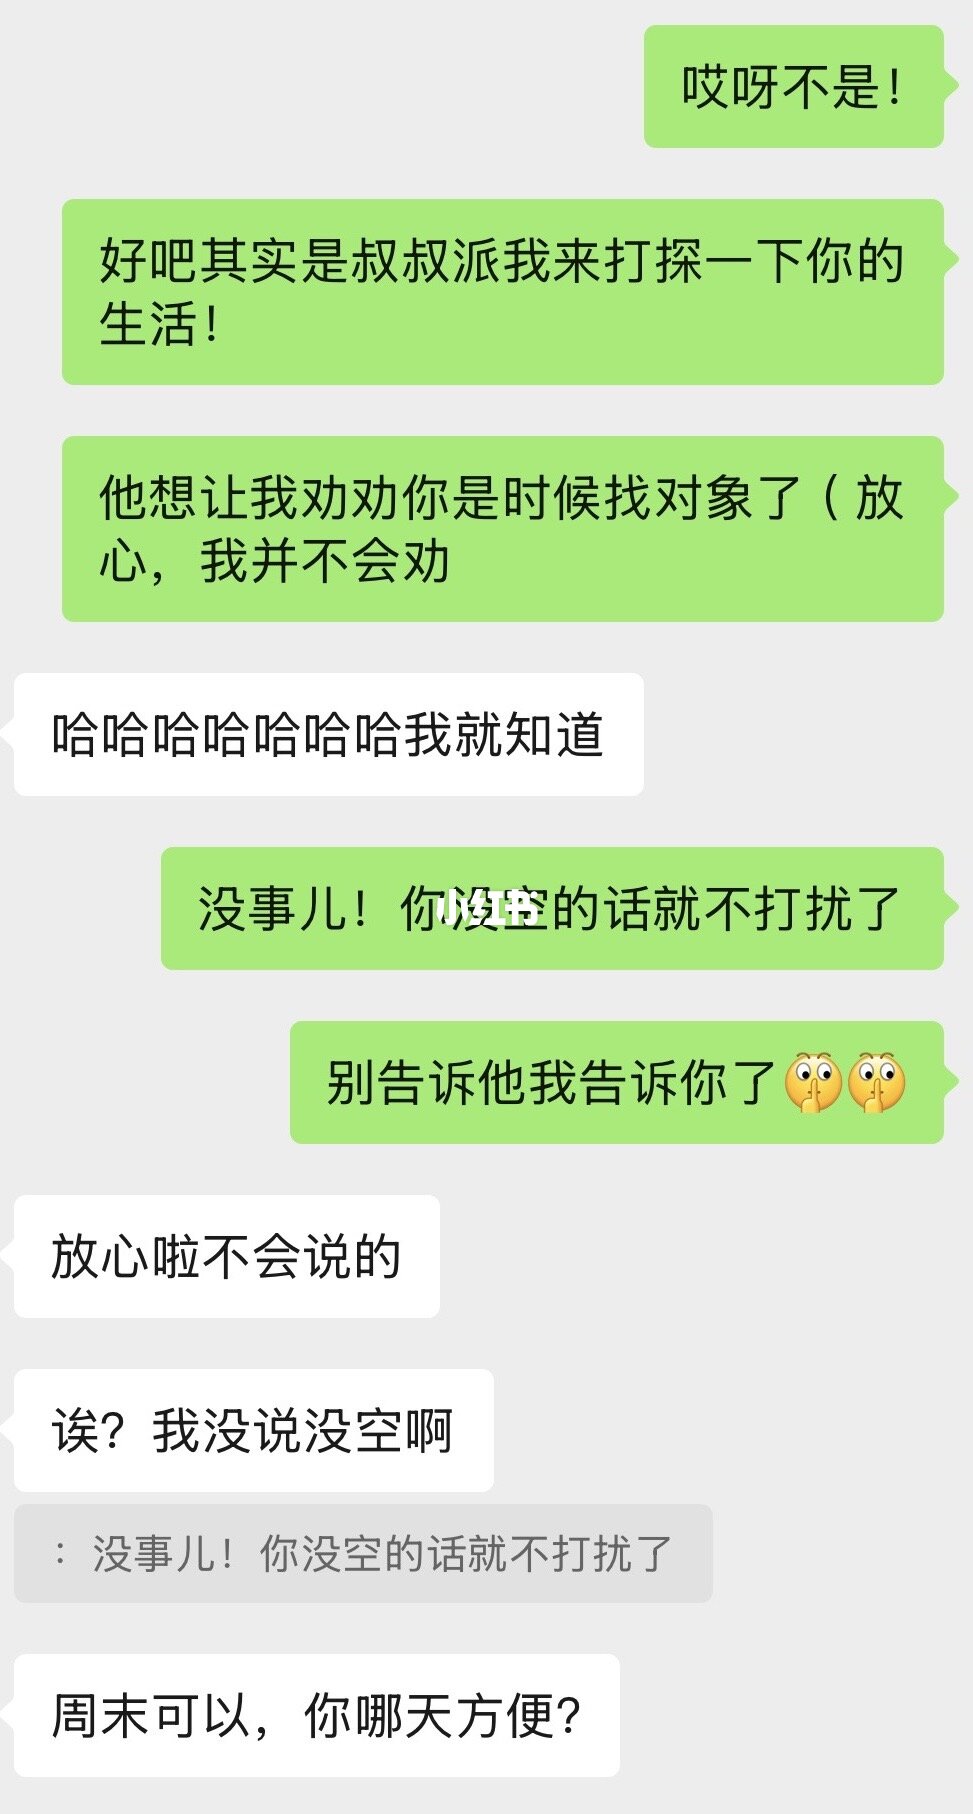 哎呀不是！
好吧其实是叔叔派我来打探一下你的
生活！
他想让我劝劝你是时候找对象了（放
心，我并不会劝
哈哈哈哈哈哈哈我就知道
没事儿！你没空的话就不打扰了
小红书
别告诉他我告诉你了🫣🫣
放心啦不会说的
诶？我没说没空啊
：没事儿！你没空的话就不打扰了
周末可以，你哪天方便？